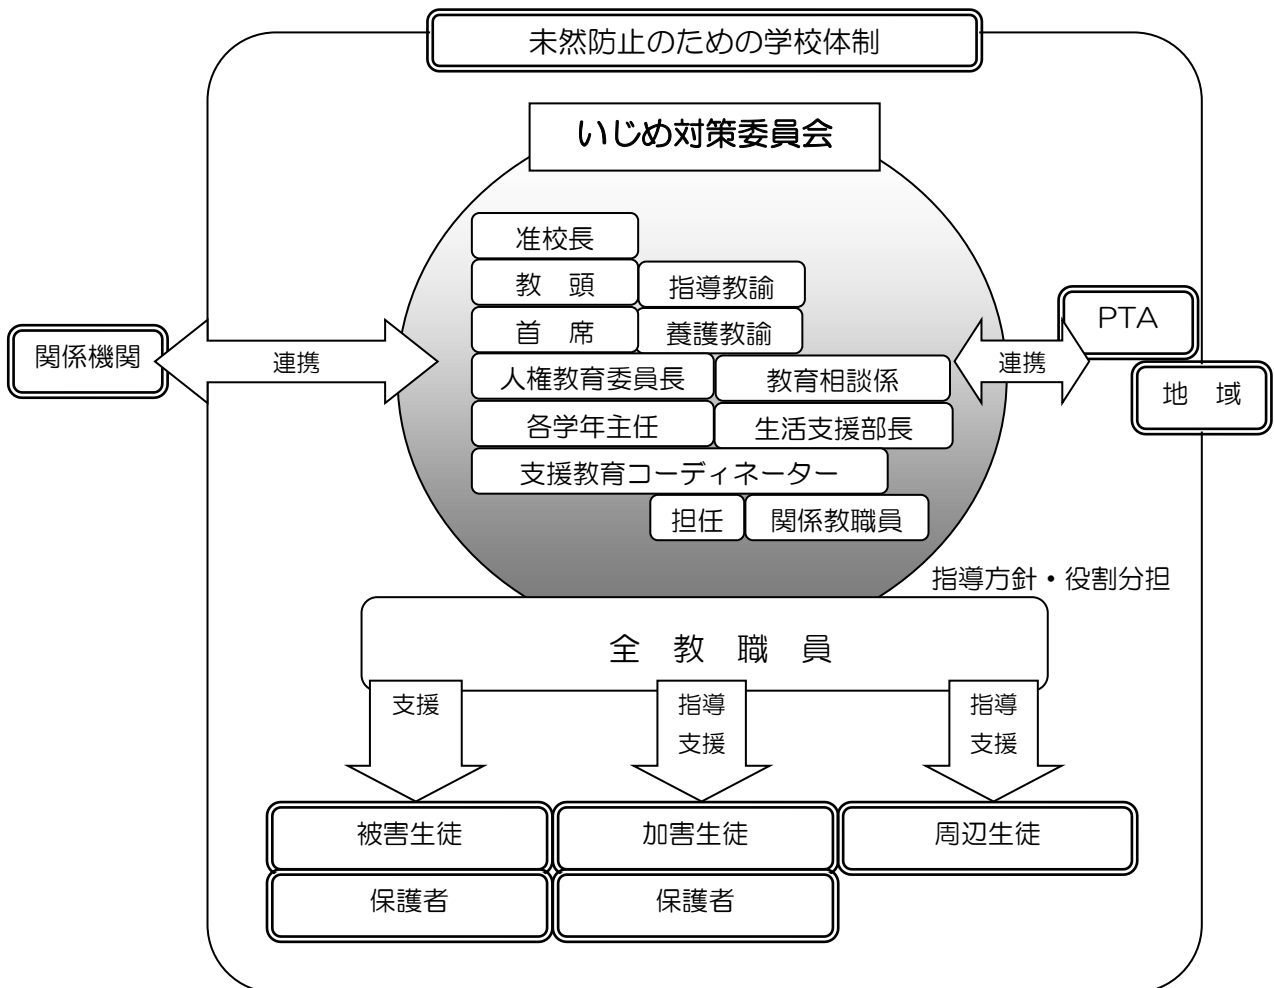 未然防止のための学校体制
いじめ対策委員会
准校長
教　頭
指導教諭
首　席
養護教諭
人権教育委員長
教育相談係
各学年主任
生活支援部長
支援教育コーディネーター
担任
関係教職員
関係機関
連携
連携
PTA
地　域
指導方針・役割分担
全　教　職　員
支援
指導
支援
指導
支援
被害生徒
加害生徒
周辺生徒
保護者
保護者